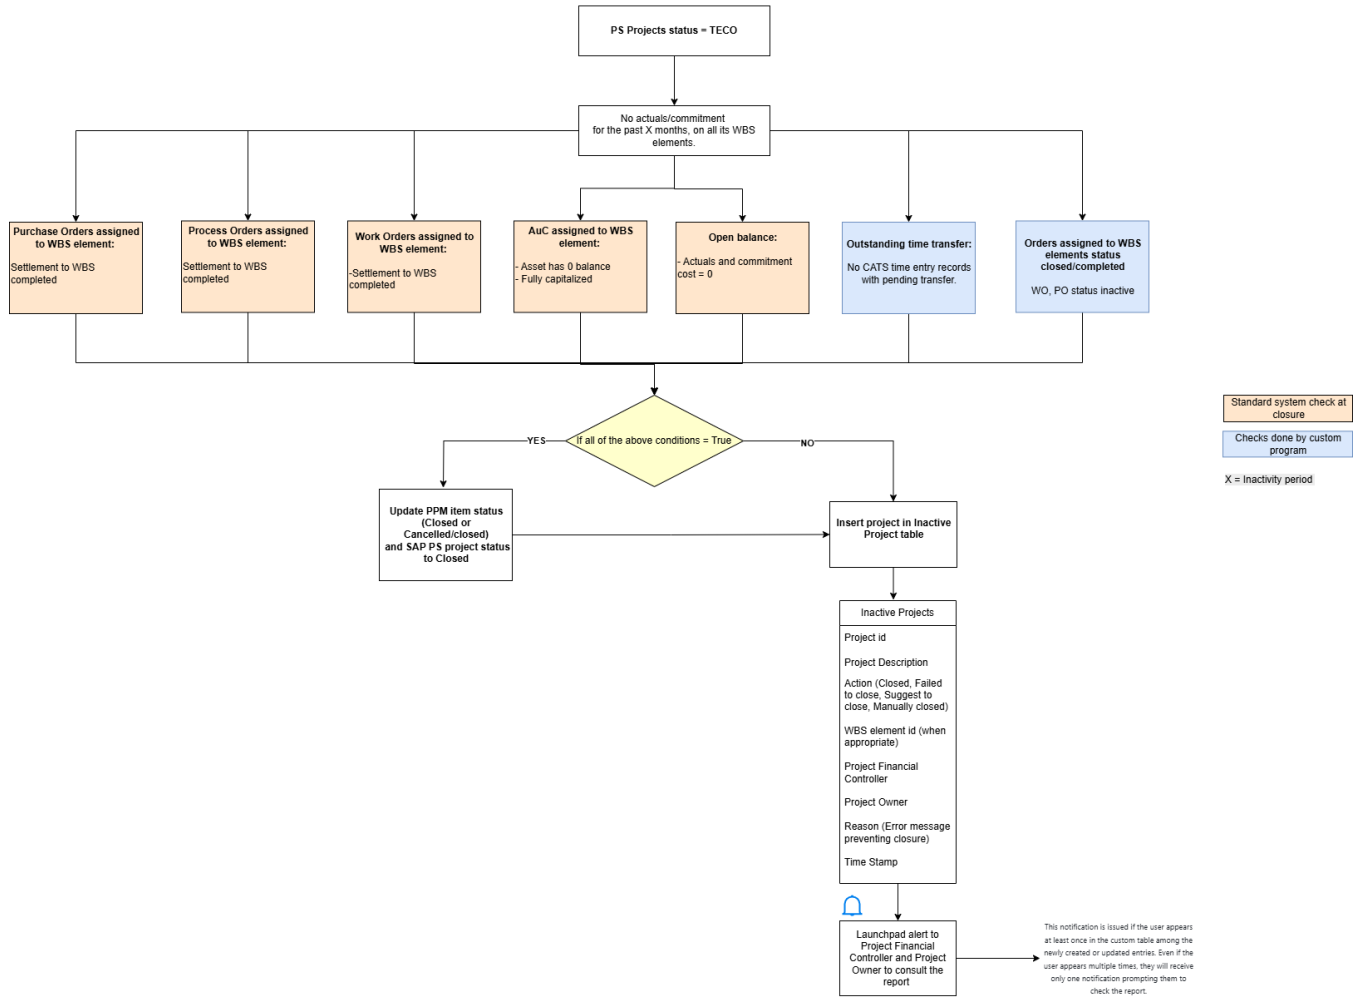 PS Projects status = TECO
No actuals/commitment
for the past X months, on all its WBS
elements.
Purchase Orders assigned
to WBS element:
Settlement to WBS
completed
Process Orders assigned
to WBS element:
Settlement to WBS
completed
Work Orders assigned to
WBS element:
-Settlement to WBS
completed
AuC assigned to WBS
element:
- Asset has 0 balance
- Fully capitalized
Open balance:
- Actuals and commitment
cost = 0
Outstanding time transfer:
No CATS time entry records
with pending transfer.
Orders assigned to WBS
elements status
closed/completed
WO, PO status inactive
Standard system check at
closure
Checks done by custom
program
X = Inactivity period
If all of the above conditions = True
YES
NO
Update PPM item status
(Closed or
Cancelled/closed)
and SAP PS project status
to Closed
Insert project in Inactive
Project table
Inactive Projects
Project id
Project Description
Action (Closed, Failed
to close, Suggest to
close, Manually closed)
WBS element id (when
appropriate)
Project Financial
Controller
Project Owner
Reason (Error message
preventing closure)
Time Stamp
Launchpad alert to
Project Financial
Controller and Project
Owner to consult the
report
This notification is issued if the user appears
at least once in the custom table among the
newly created or updated entries. Even if the
user appears multiple times, they will receive
only one notification prompting them to
check the report.